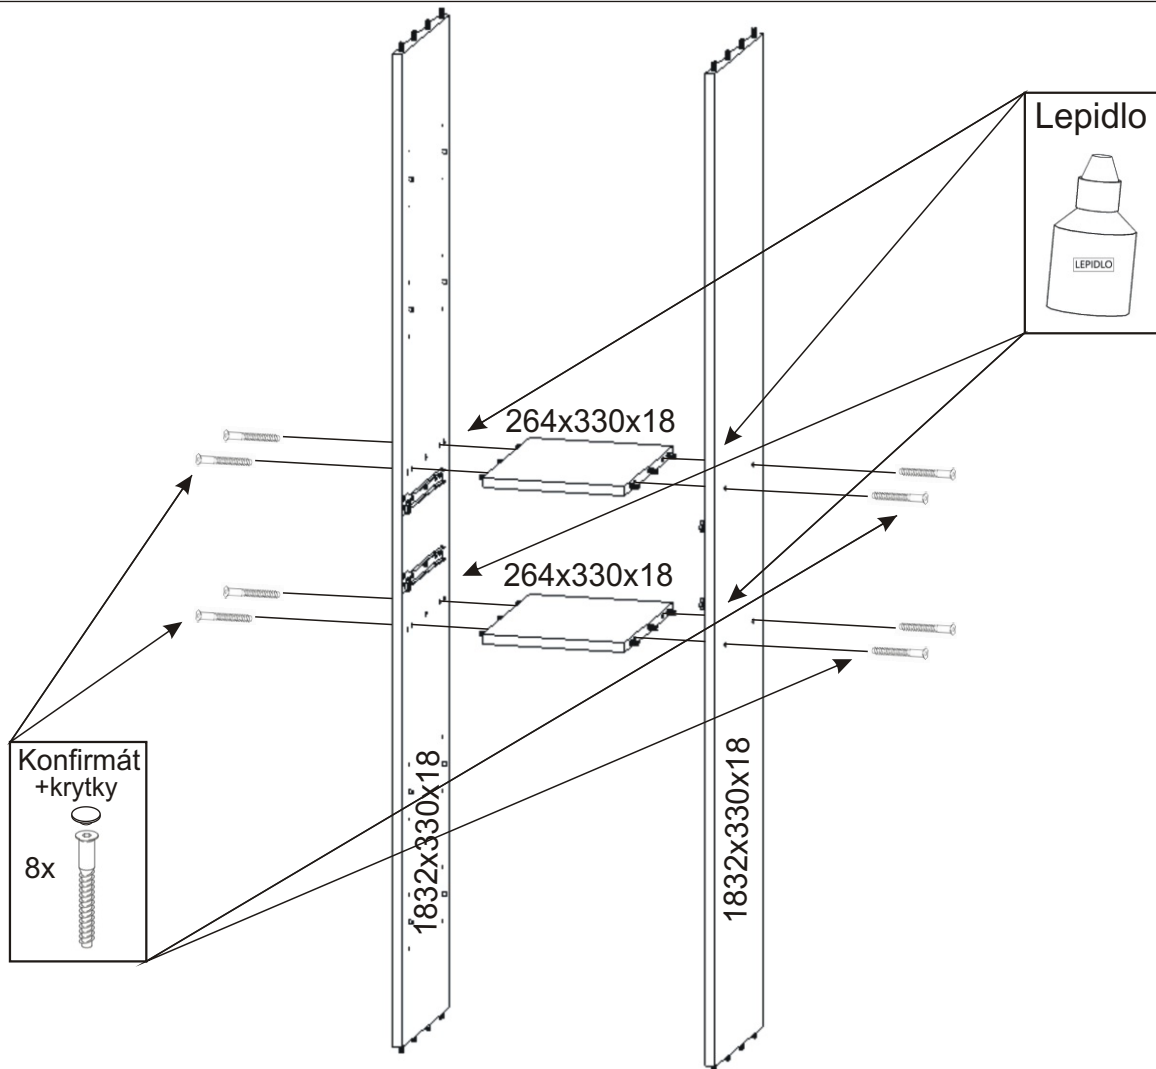 Lepidlo
LEPIDLO
264x330x18
264x330x18
Konfirmát
+krytky
8x
1832x330x18
1832x330x18